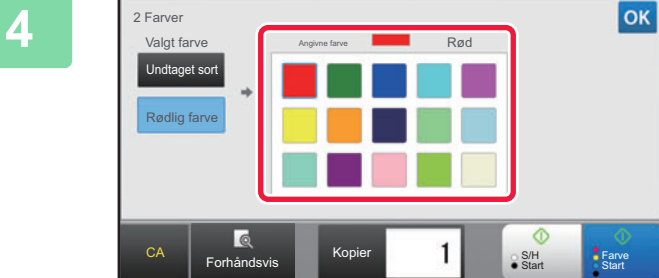 4
2 Farver
OK
Valgt farve
Angivne farve
Rød
Undtaget sort
Rødlig farve
CA
Forhåndsvis
Kopier
1
S/H
Start
Farve
Start